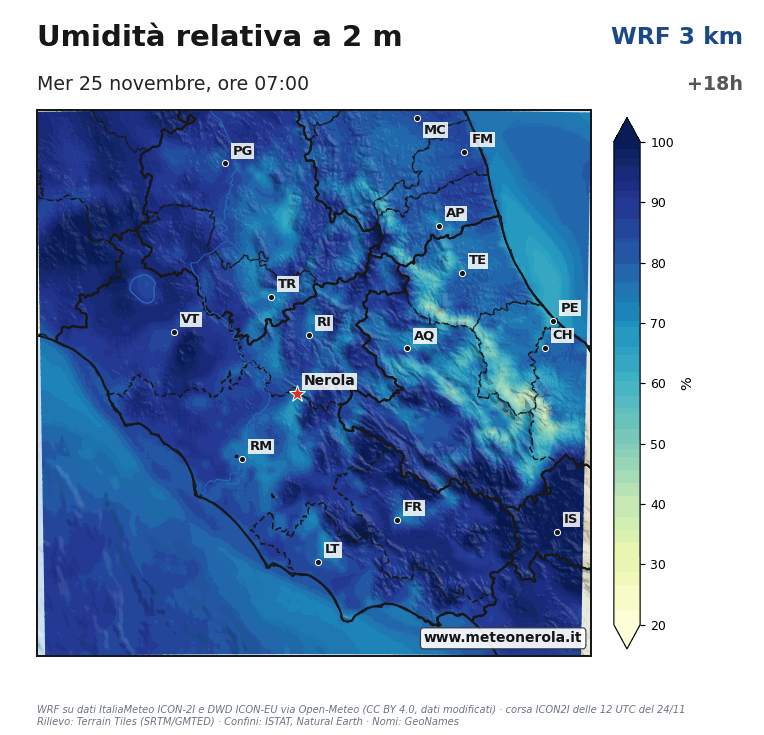 Umidità relativa a 2 m
WRF 3 km
Mer 25 novembre, ore 07:00
+18h
MC
FM
PG
AP
TE
TR
PE
VT
RI
AQ
CH
Nerola
RM
FR
IS
LT
www.meteonerola.it
100
90
80
70
60
50
40
30
20
%
WRF su dati ItaliaMeteo ICON-2I e DWD ICON-EU via Open-Meteo (CC BY 4.0, dati modificati) · corsa ICON2I delle 12 UTC del 24/11
Rilievo: Terrain Tiles (SRTM/GMTED) · Confini: ISTAT, Natural Earth · Nomi: GeoNames